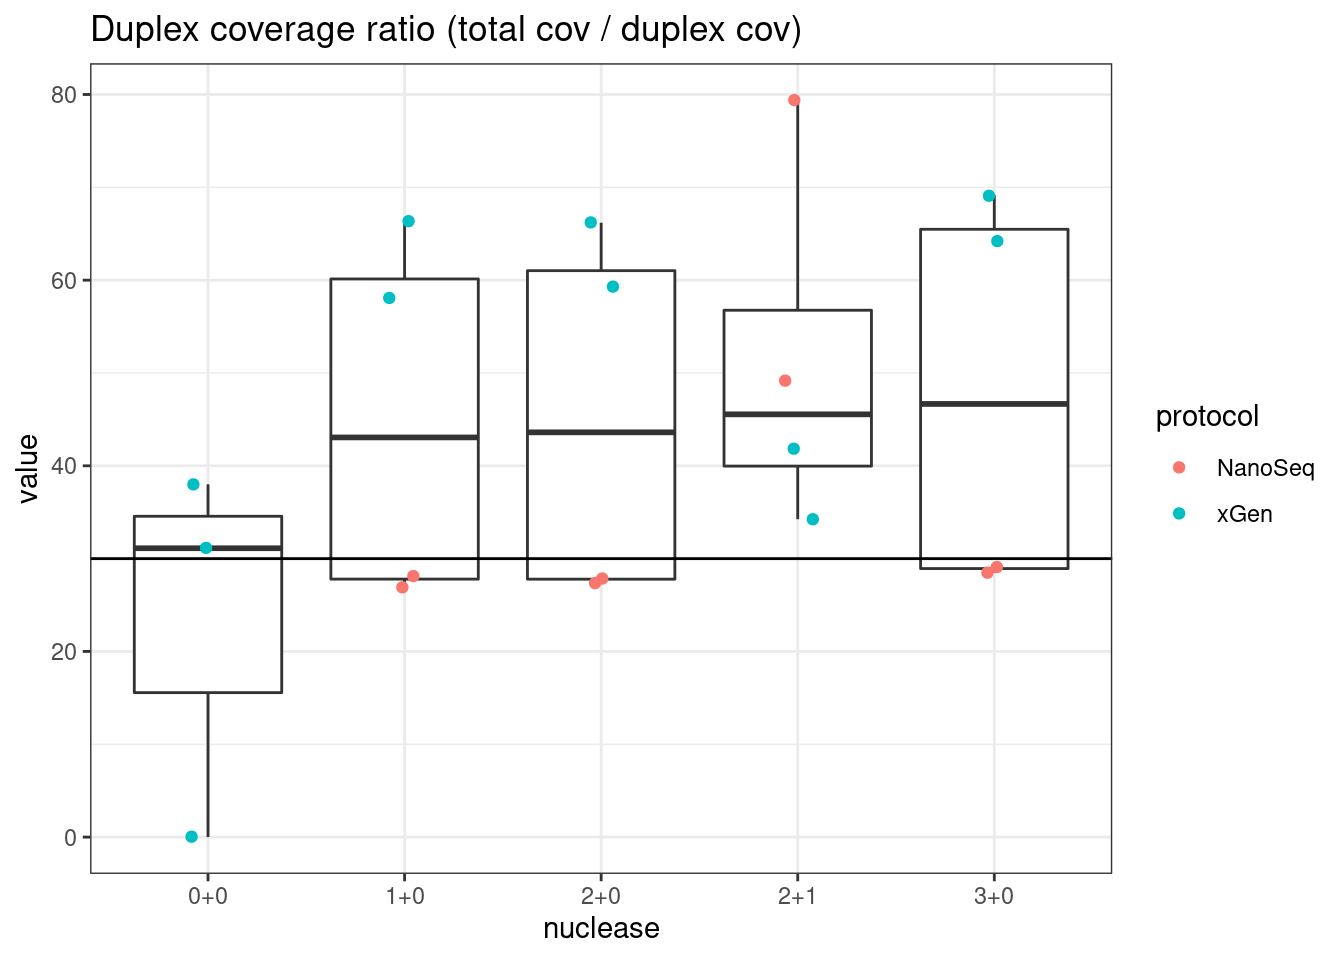 Duplex coverage ratio (total cov / duplex cov)
80
60
40
20
0
value
0+0 1+0 2+0 2+1 3+0
nuclease
protocol
NanoSeq
xGen